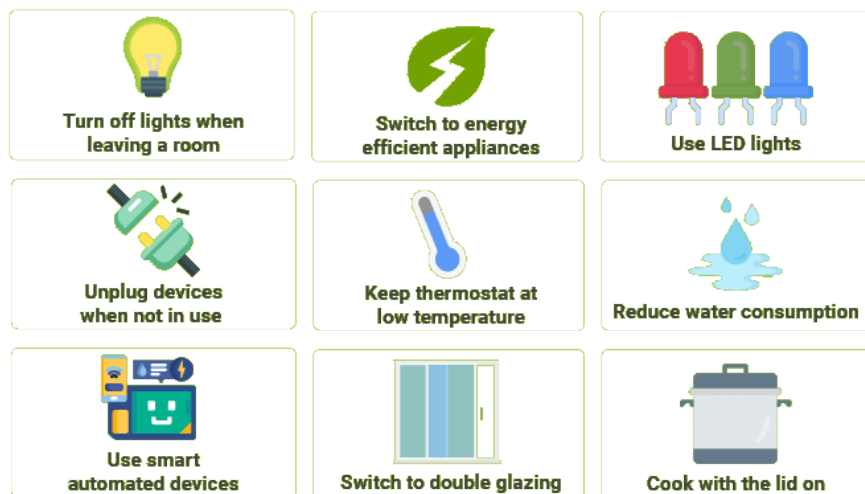 Turn off lights when
leaving a room
Switch to energy
efficient appliances
Use LED lights
Unplug devices
when not in use
Keep thermostat at
low temperature
Reduce water consumption
Use smart
automated devices
Switch to double glazing
Cook with the lid on